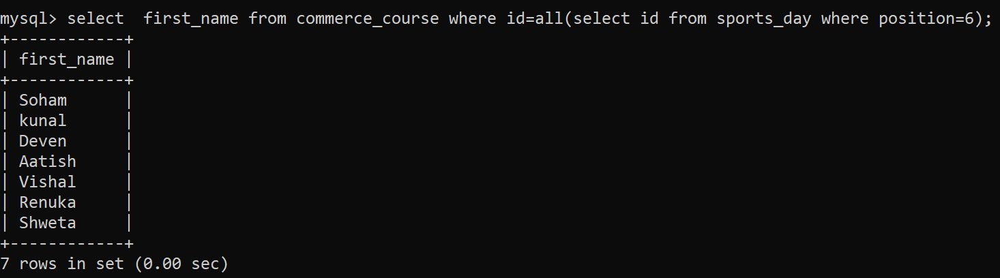 mysql> select  first_name from commerce_course where id=all(select id from sports_day where position=6);
+------------+
| first_name |
+------------+
| Soham      |
| kunal      |
| Deven      |
| Aatish     |
| Vishal     |
| Renuka     |
| Shweta     |
+------------+
7 rows in set (0.00 sec)